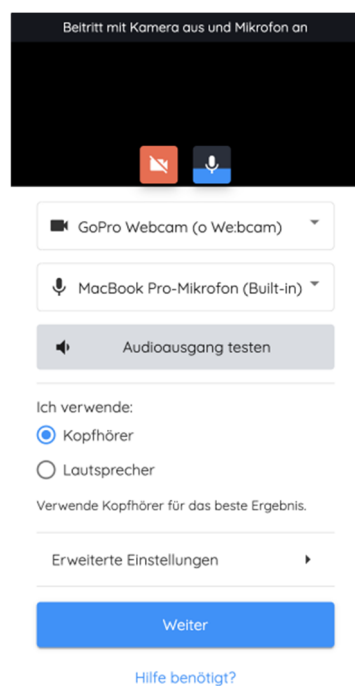 Beitritt mit Kamera aus und Mikrofon an
GoPro Webcam (o We:bcam)
MacBook Pro-Mikrofon (Built-in)
Audioausgang testen
Ich verwende:
Kopfhörer
Lautsprecher
Verwende Kopfhörer für das beste Ergebnis.
Erweiterte Einstellungen
Weiter
Hilfe benötigt?